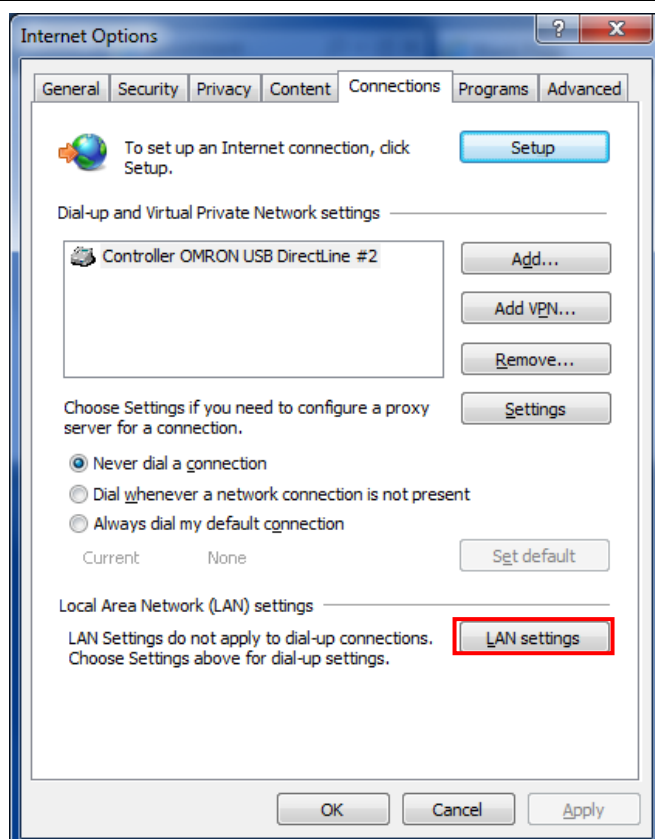 Internet Options
?
X
General Security Privacy Content Connections Programs Advanced
To set up an Internet connection, click
Setup.
Setup
Dial-up and Virtual Private Network settings
Controller OMRON USB DirectLine #2
Add...
Add VPN...
Remove...
Choose Settings if you need to configure a proxy
server for a connection.
Settings
Never dial a connection
Dial whenever a network connection is not present
Always dial my default connection
Current None
Set default
Local Area Network (LAN) settings
LAN Settings do not apply to dial-up connections.
Choose Settings above for dial-up settings.
LAN settings
OK Cancel Apply